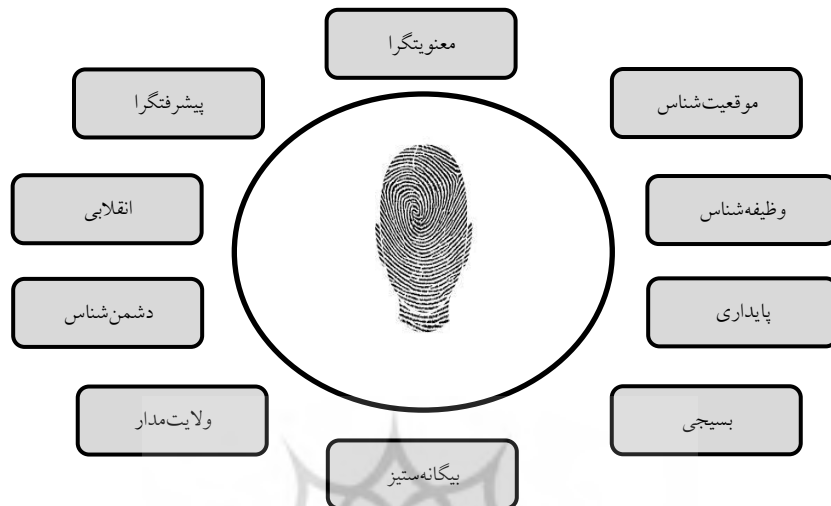 معنویتگرا
موقعیت‌شناس
پیشرفتگرا
وظیفه‌شناس
انقلابی
پایداری
دشمن‌شناس
بسیجی
ولایت‌مدار
بیگانه‌ستیز